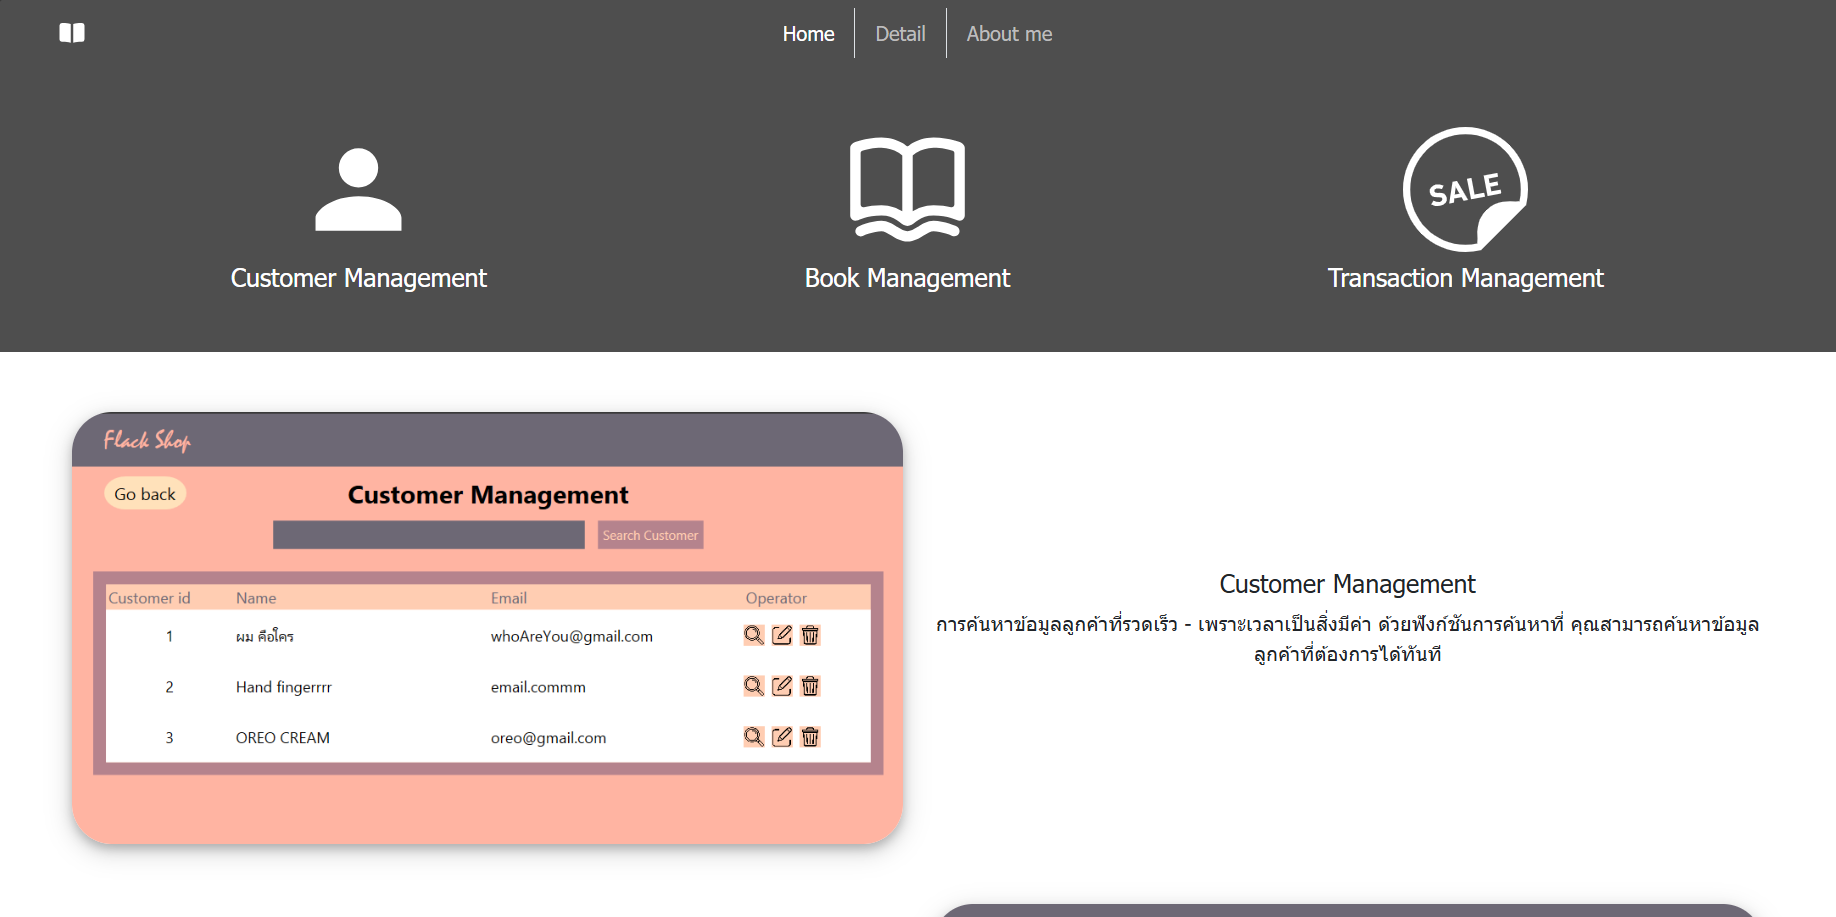 Home
Detail
About me
SALE
Customer Management
Book Management
Transaction Management
Flack Shop
Go back
Customer Management
Search Customer
Customer id Name Email Operator
1 ผม คือใคร whoAreYou@gmail.com
2 Hand fingerrrr email.commm
3 OREO CREAM oreo@gmail.com
Customer Management
การค้นหาข้อมูลลูกค้าที่รวดเร็ว - เพราะเวลาเป็นสิ่งมีค่า ด้วยฟังก์ชันการค้นหาที่ คุณสามารถค้นหาข้อมูล
ลูกค้าที่ต้องการได้ทันที